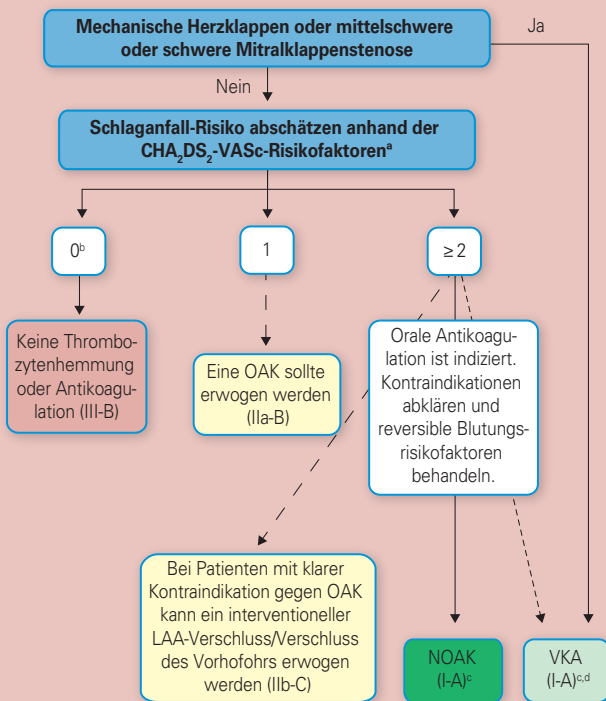 Mechanische Herzklappen oder mittelschwere
oder schwere Mitralklappenstenose
Ja
Nein
Schlaganfall-Risiko abschätzen anhand der
CHA₂DS₂-VASc-Risikofaktorenᵃ
0ᵇ
1
≥ 2
Keine Thrombo-
zytenhemmung
oder Antikoagu-
lation (III-B)
Eine OAK sollte
erwogen werden
(IIa-B)
Orale Antikoagu-
lation ist indiziert.
Kontraindikationen
abklären und
reversible Blutungs-
risikofaktoren
behandeln.
Bei Patienten mit klarer
Kontraindikation gegen OAK
kann ein interventioneller
LAA-Verschluss/Verschluss
des Vorhofohrs erwogen
werden (IIb-C)
NOAK
(I-A)ᶜ
VKA
(I-A)ᶜ,ᵈ